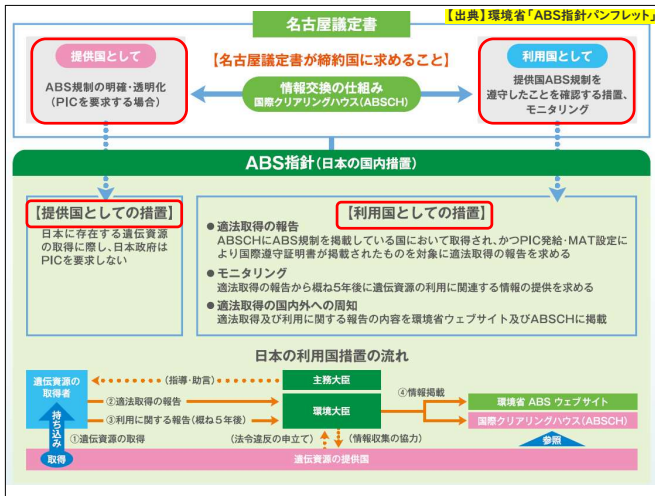 【出典】環境省「ABS指針パンフレット」
名古屋議定書
提供国として
ABS規制の明確・透明化
(PICを要求する場合)
【名古屋議定書が締約国に求めること】
情報交換の仕組み
国際クリアリングハウス(ABSCH)
利用国として
提供国ABS規制を
遵守したことを確認する措置、
モニタリング
ABS指針(日本の国内措置)
【提供国としての措置】
日本に存在する遺伝資源
の取得に際し、日本政府は
PICを要求しない
【利用国としての措置】
● 適法取得の報告
ABSCHにABS規制を掲載している国において取得され、かつPIC発給・MAT設定に
より国際遵守証明書が掲載されたものを対象に適法取得の報告を求める
● モニタリング
適法取得の報告から概ね5年後に遺伝資源の利用に関連する情報の提供を求める
● 適法取得の国内外への周知
適法取得及び利用に関する報告の内容を環境省ウェブサイト及びABSCHに掲載
日本の利用国措置の流れ
遺伝資源の
取得者
(指導・助言)
主務大臣
②適法取得の報告
環境大臣
④情報掲載
環境省 ABS ウェブサイト
③利用に関する報告(概ね5年後)
国際クリアリングハウス(ABSCH)
持ち込み
①遺伝資源の取得
(法令違反の申立て)
(情報収集の協力)
参照
取得
遺伝資源の提供国